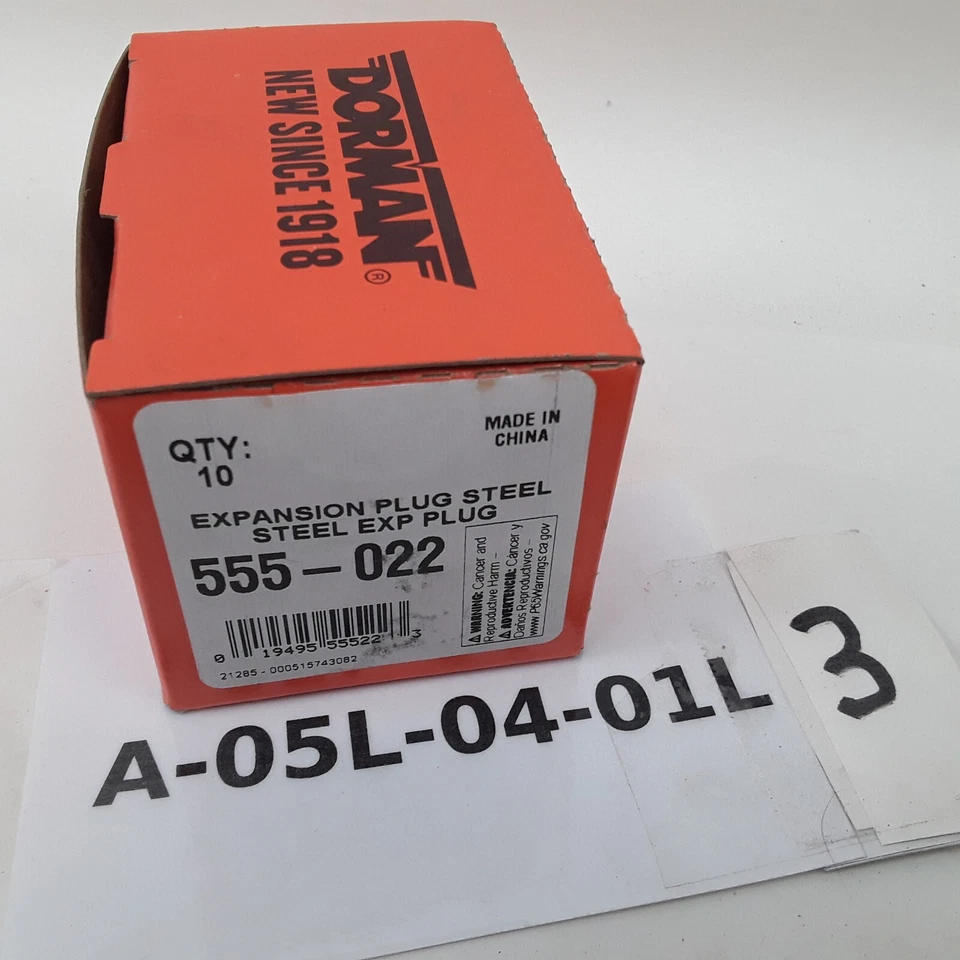 DORMAN®
NEW SINCE 1918
QTY:
10
MADE IN
CHINA
EXPANSION PLUG STEEL
STEEL EXP PLUG
555-022
⚠ WARNING: Cancer and
Reproductive Harm -
⚠ ADVERTENCIA: Cáncer y
Daños Reproductivos -
www.P65Warnings.ca.gov
0 19495 55522 3
21285-000515743082
A-05L-04-01L
3